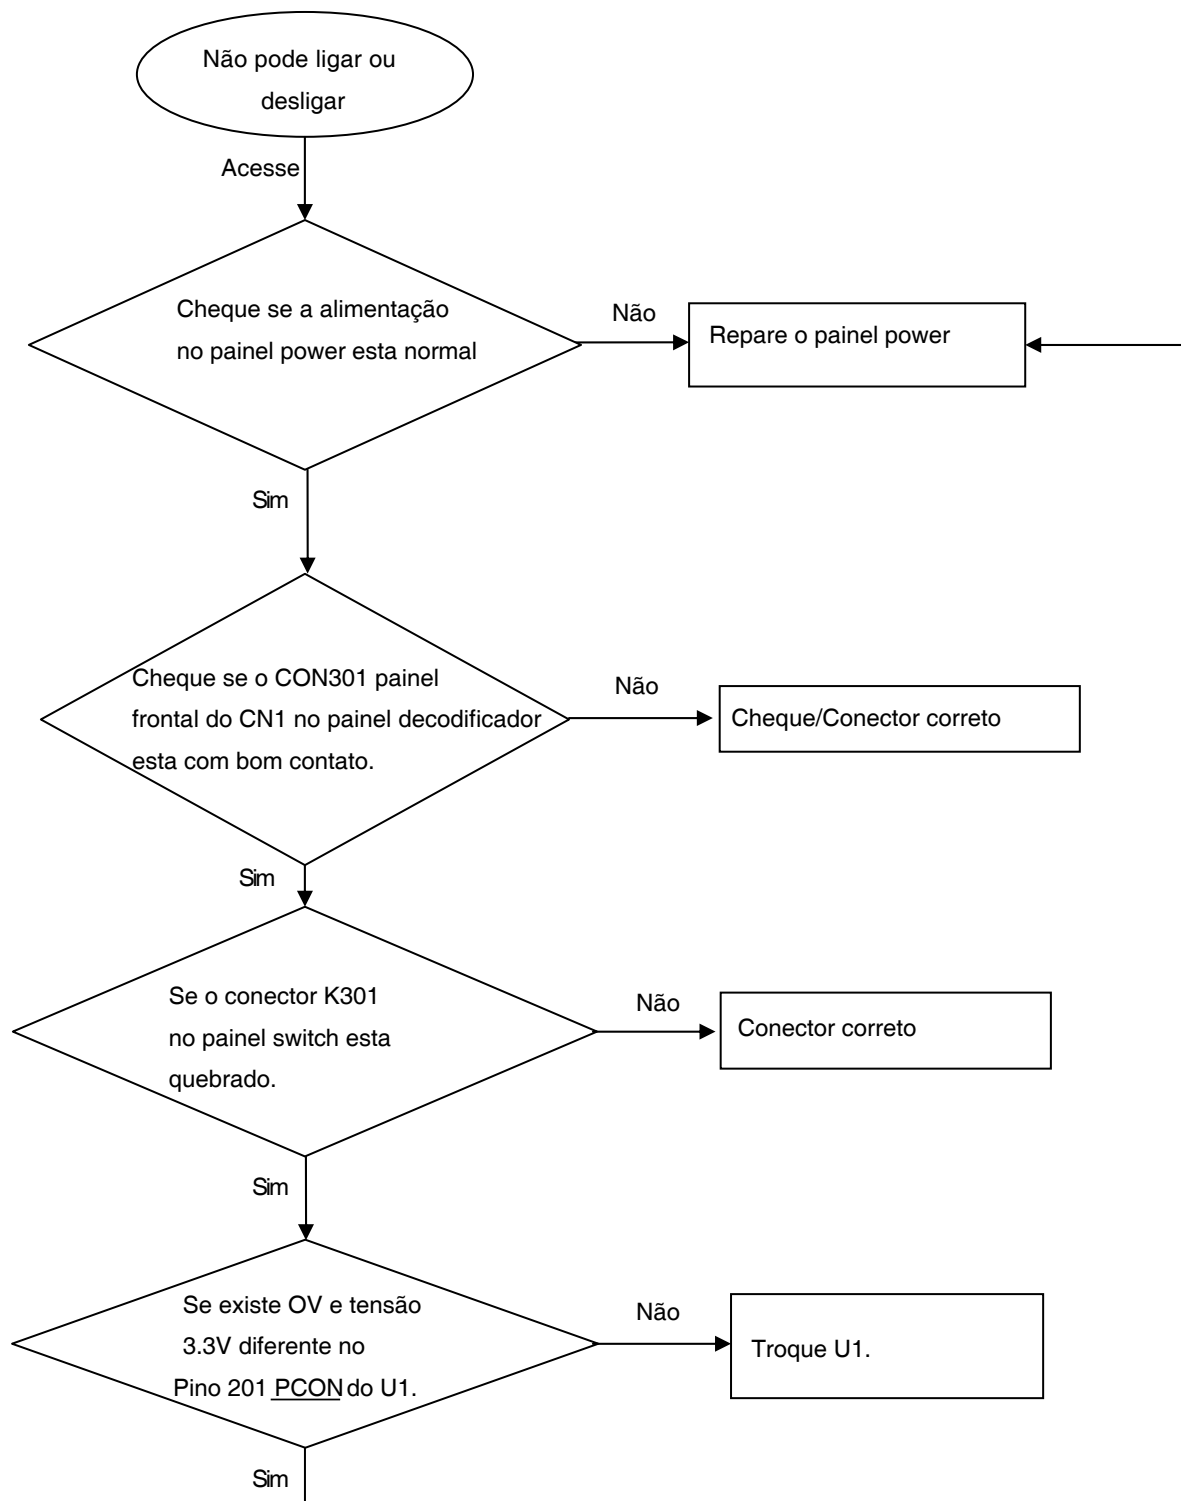 Não pode ligar ou
desligar
Acesse
Cheque se a alimentação
no painel power esta normal
Não
Repare o painel power
Sim
Cheque se o CON301 painel
frontal do CN1 no painel decodificador
esta com bom contato.
Não
Cheque/Conector correto
Sim
Se o conector K301
no painel switch esta
quebrado.
Não
Conector correto
Sim
Se existe OV e tensão
3.3V diferente no
Pino 201 PCON do U1.
Não
Troque U1.
Sim